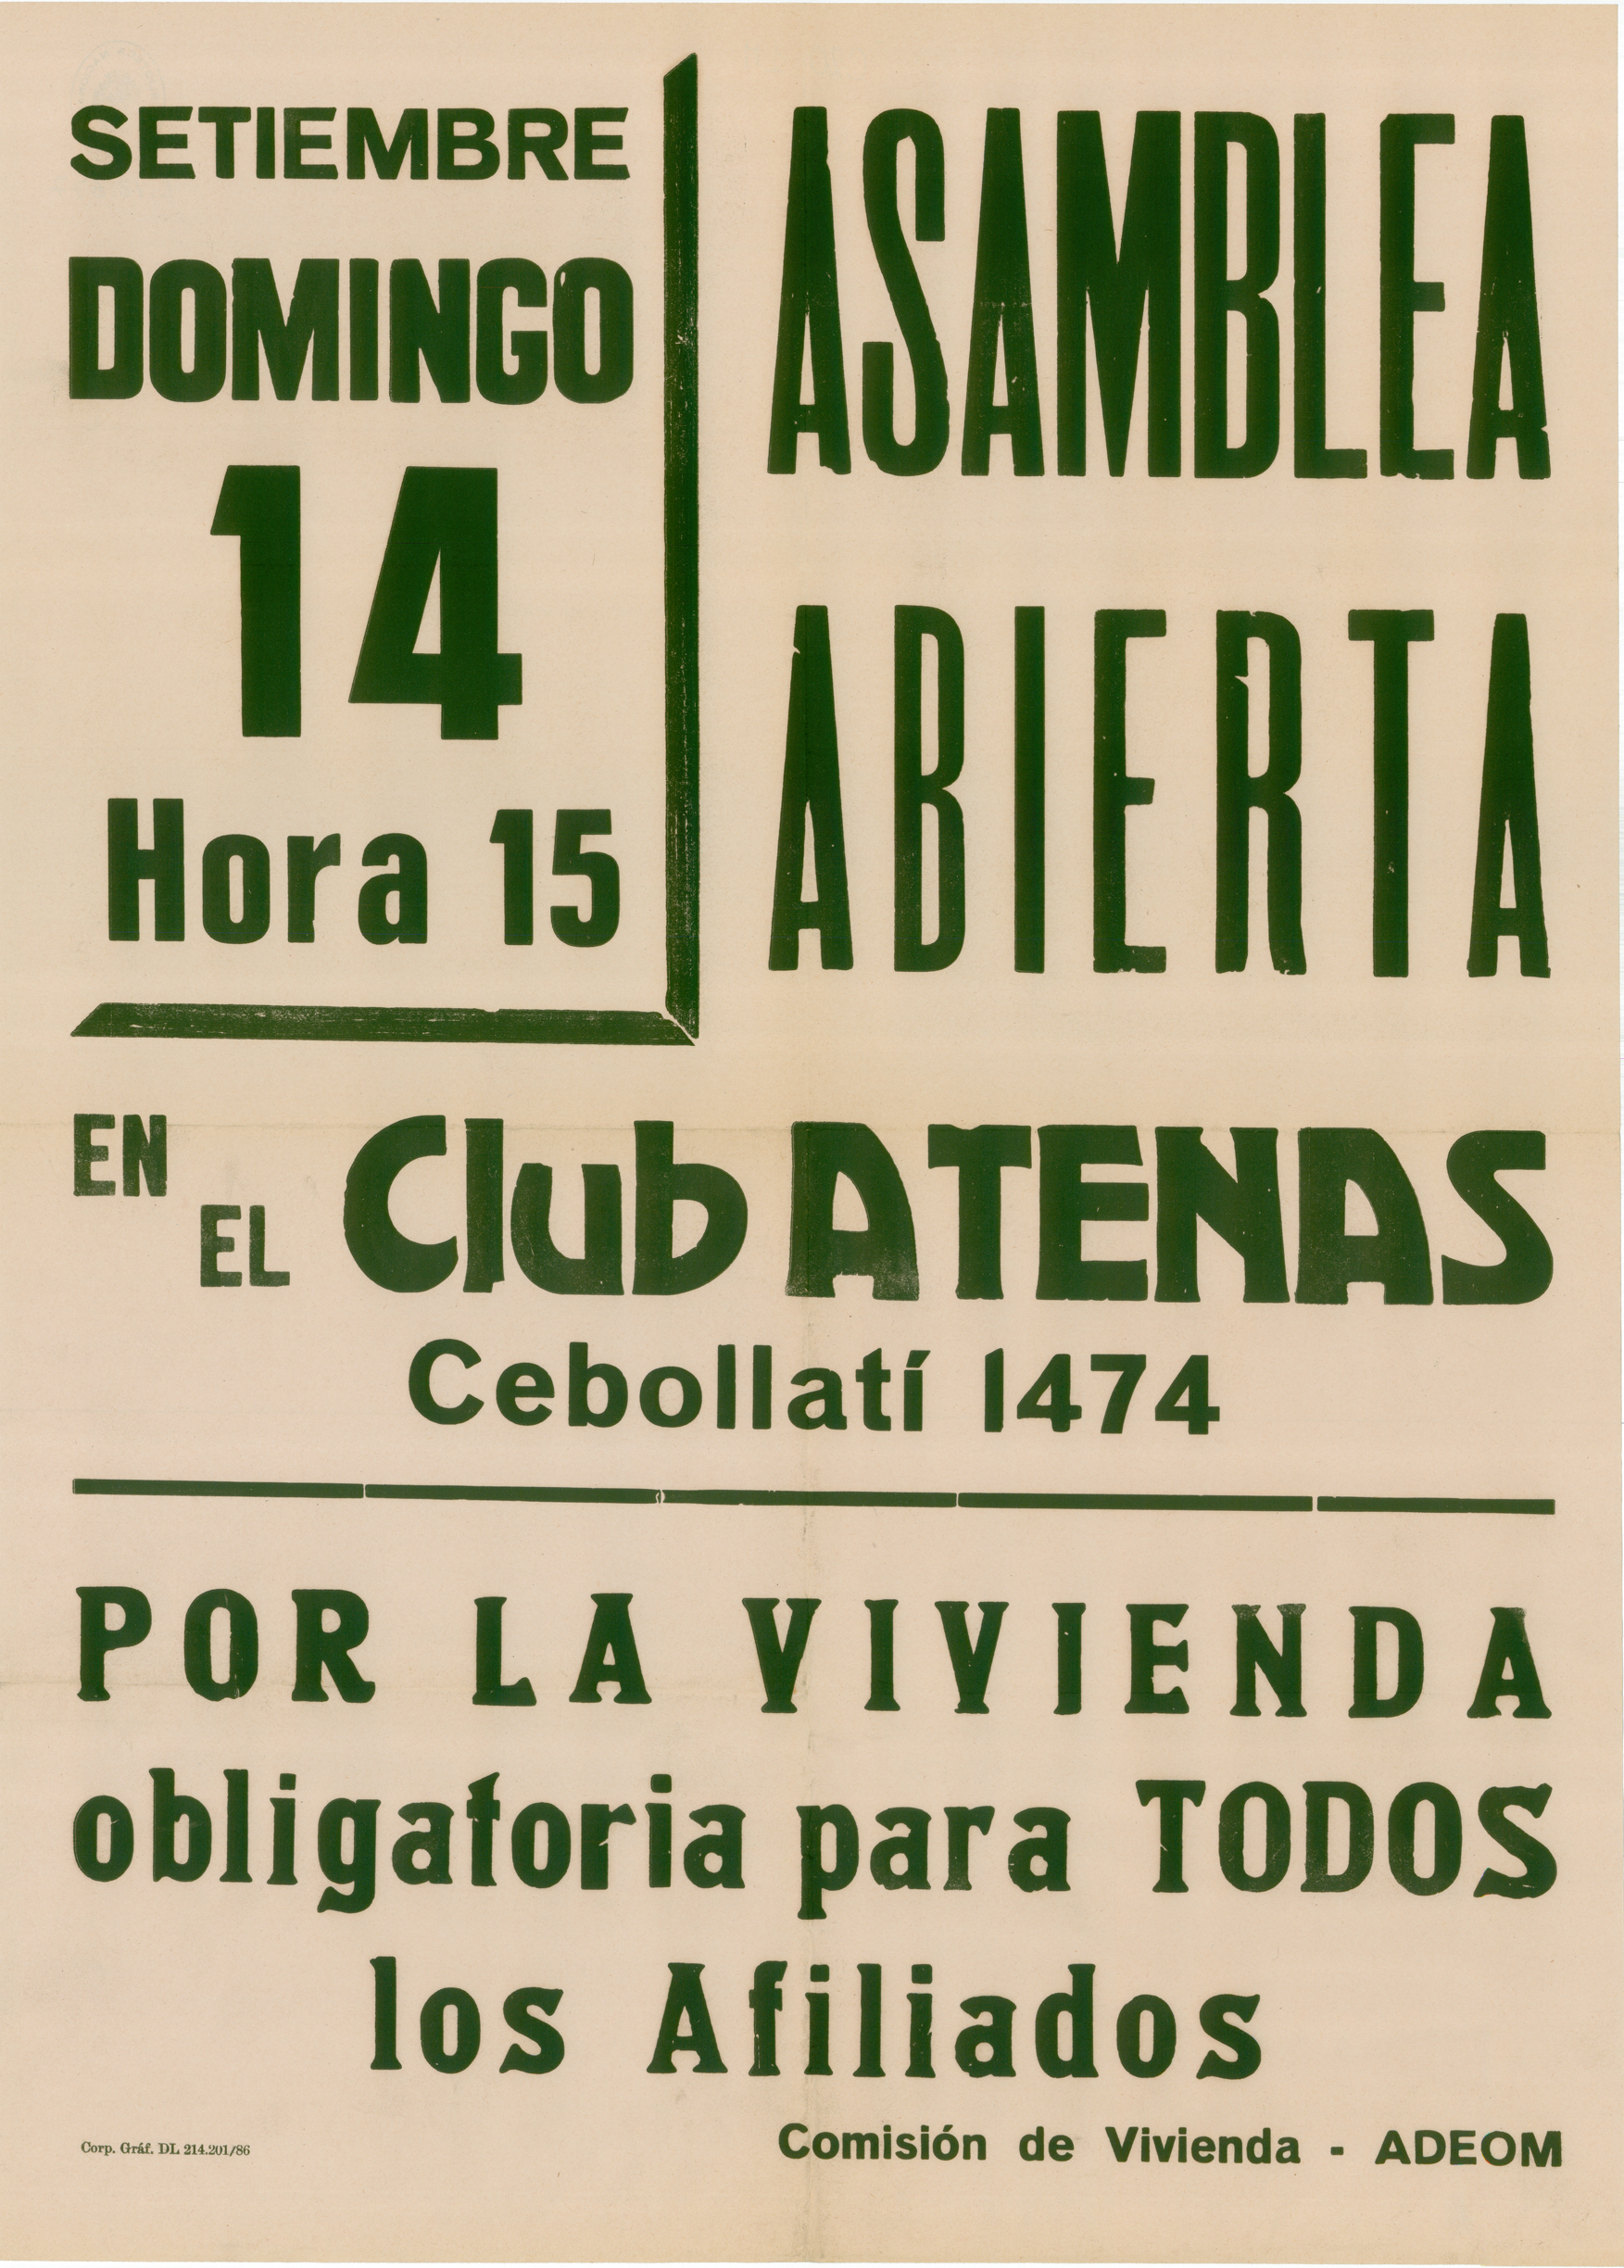 SETIEMBRE
DOMINGO
14
Hora 15
ASAMBLEA
ABIERTA
EN
EL Club ATENAS
Cebollatí 1474
POR LA VIVIENDA
obligatoria para TODOS
los Afiliados
Corp. Gráf. DL 214.201/86
Comisión de Vivienda - ADEOM